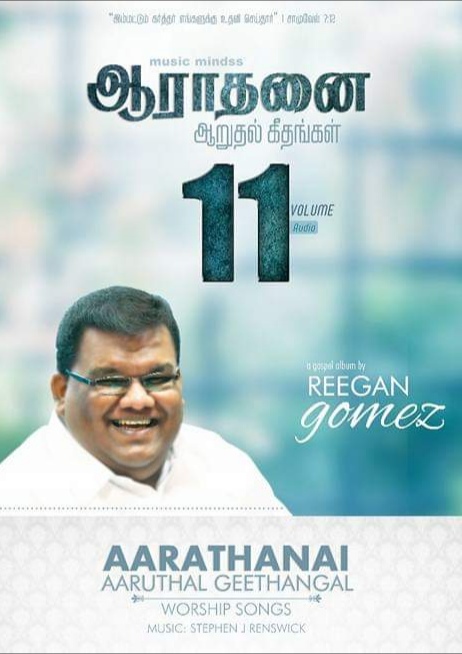 "இம்மட்டும் கர்த்தர் எங்களுக்கு உதவி செய்தார்" 1 சாமுவேல் 7:12
music mindss
ஆராதனை
ஆறுதல் கீதங்கள்
11
VOLUME
Audio
a gospel album by
REEGAN
gomez
AARATHANAI
AARUTHAL GEETHANGAL
WORSHIP SONGS
MUSIC: STEPHEN J RENSWICK